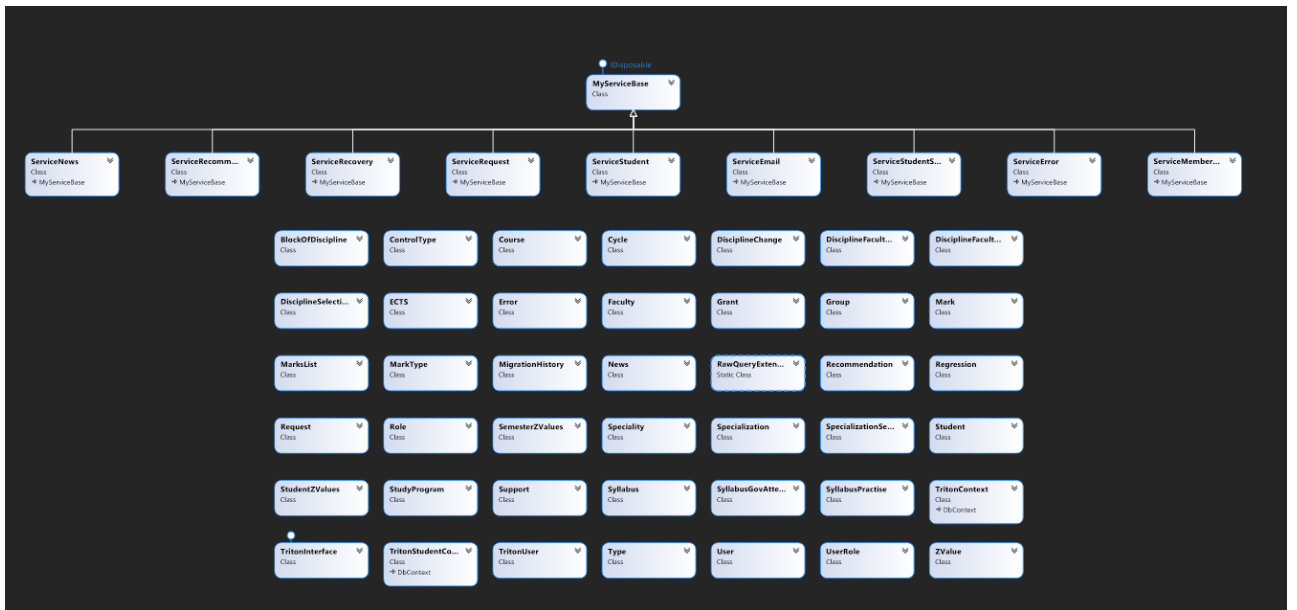 IDisposable
MyServiceBase
Class
ServiceNews
Class
MyServiceBase
ServiceRecomm...
Class
MyServiceBase
ServiceRecovery
Class
MyServiceBase
ServiceRequest
Class
MyServiceBase
ServiceStudent
Class
MyServiceBase
ServiceEmail
Class
MyServiceBase
ServiceStudentS...
Class
MyServiceBase
ServiceError
Class
MyServiceBase
ServiceMember...
Class
MyServiceBase
BlockOfDiscipline
Class
ControlType
Class
Course
Class
Cycle
Class
DisciplineChange
Class
DisciplineFacult...
Class
DisciplineFacult...
Class
DisciplineSelecti...
Class
ECTS
Class
Error
Class
Faculty
Class
Grant
Class
Group
Class
Mark
Class
MarksList
Class
MarkType
Class
MigrationHistory
Class
News
Class
RawQueryExten...
Static Class
Recommendation
Class
Regression
Class
Request
Class
Role
Class
SemesterZValues
Class
Speciality
Class
Specialization
Class
SpecializationSe...
Class
Student
Class
StudentZValues
Class
StudyProgram
Class
Support
Class
Syllabus
Class
SyllabusGovAtte...
Class
SyllabusPractise
Class
TritonContext
Class
DbContext
TritonInterface
Class
TritonStudentCo...
Class
DbContext
TritonUser
Class
Type
Class
User
Class
UserRole
Class
ZValue
Class